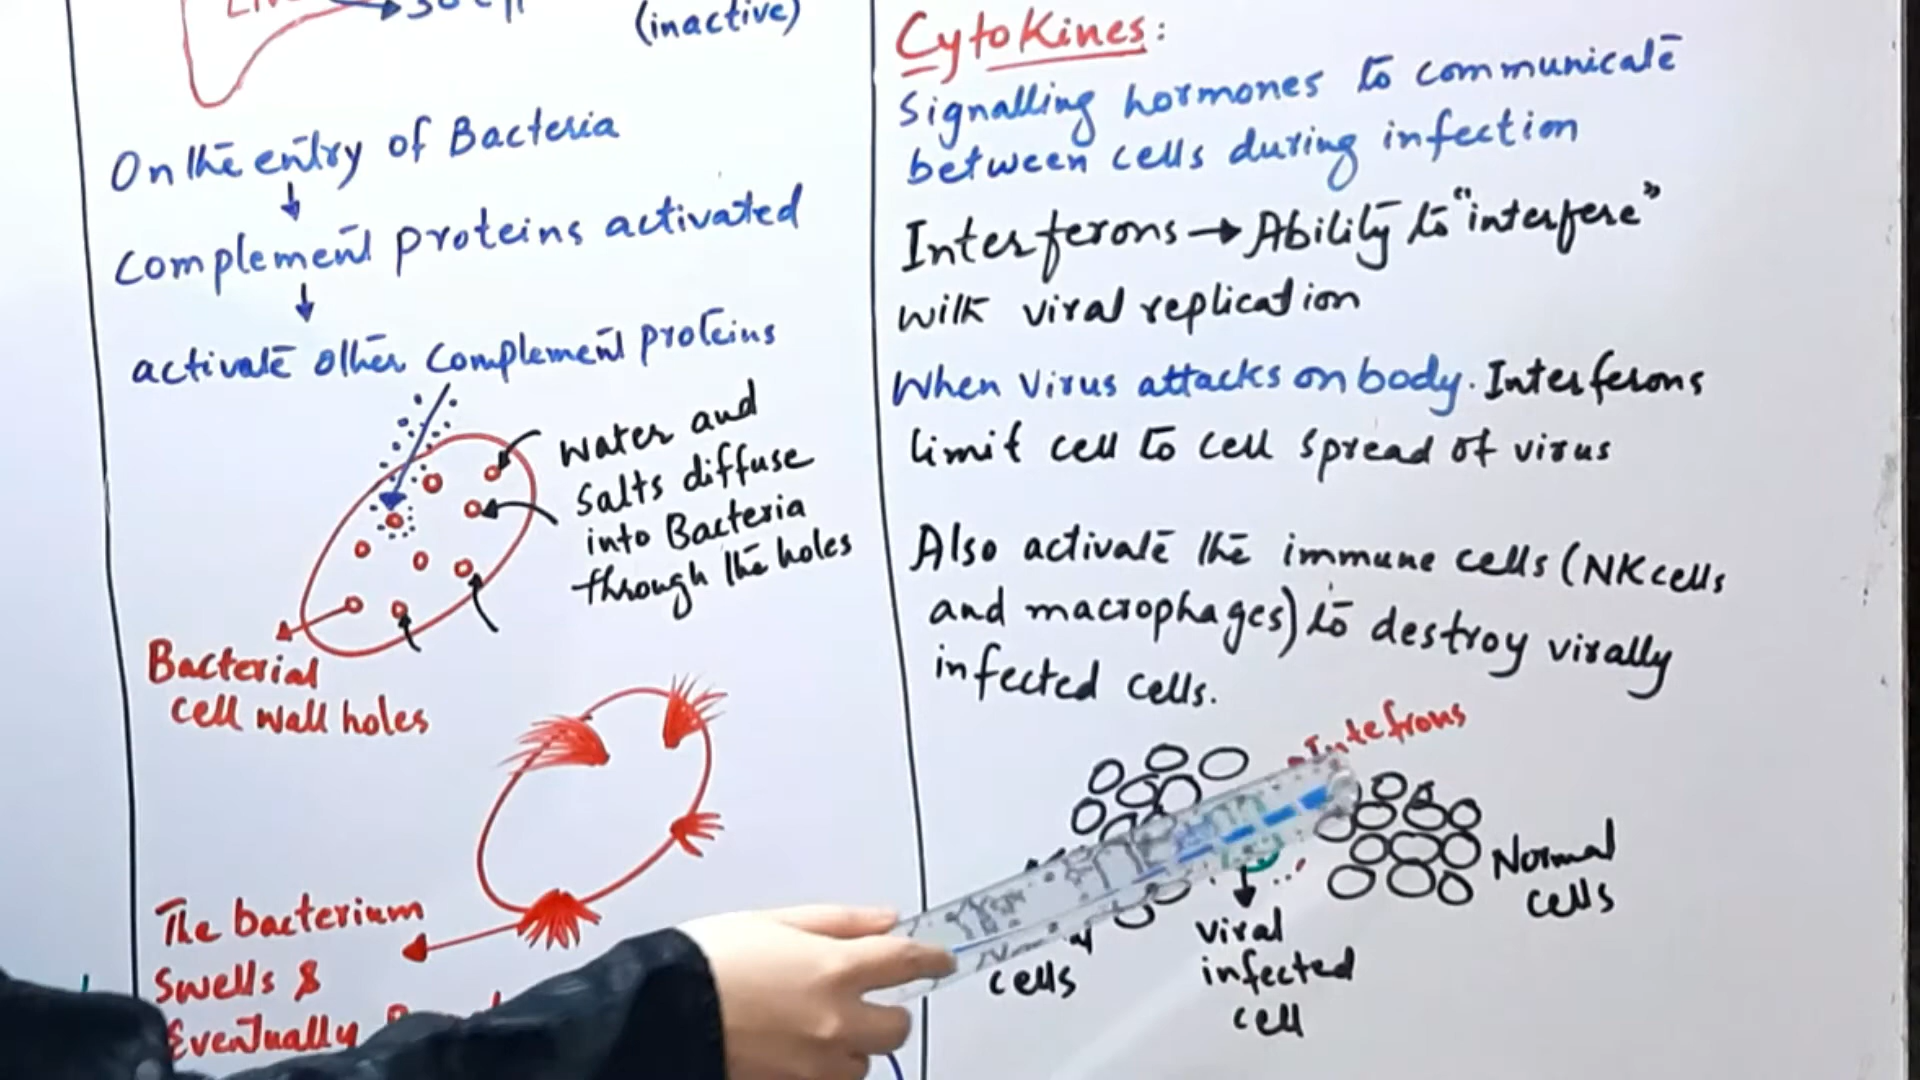 (inactive)
On the entry of Bacteria
complement proteins activated
activate other complement proteins
water and
salts diffuse
into Bacteria
through the holes
Bacterial
cell wall holes
The bacterium
swells &
Eventually
Cytokines:
Signalling hormones to communicate
between cells during infection
Interferons → Ability to "interfere"
with viral replication
When Virus attacks on body. Interferons
limit cell to cell spread of virus
Also activate the immune cells (NK cells
and macrophages) to destroy virally
infected cells.
Intefrons
Normal
cells
cells
viral
infected
cell